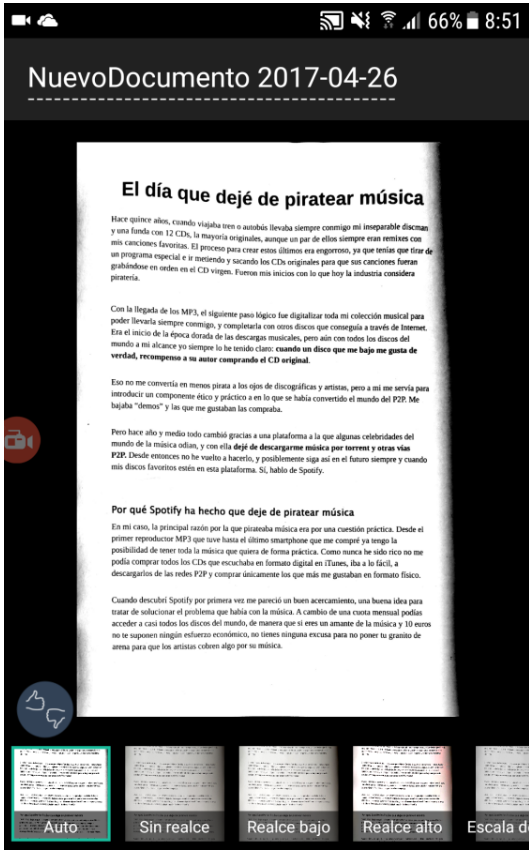 66% 8:51
NuevoDocumento 2017-04-26
El día que dejé de piratear música
Hace quince años, cuando viajaba tren o autobús llevaba siempre conmigo mi inseparable discman
y una funda con 12 CDs, la mayoría originales, aunque un par de ellos siempre eran remixes con
mis canciones favoritas. El proceso para crear estos últimos era engorroso, ya que tenías que tirar de
un programa especial e ir metiendo y sacando los CDs originales para que sus canciones fueran
grabándose en orden en el CD virgen. Fueron mis inicios con lo que hoy la industria considera
piratería.
Con la llegada de los MP3, el siguiente paso lógico fue digitalizar toda mi colección musical para
poder llevarla siempre conmigo, y completarla con otros discos que conseguía a través de Internet.
Era el inicio de la época dorada de las descargas musicales, pero aún con todos los discos del
mundo a mi alcance yo siempre lo he tenido claro: cuando un disco que me bajo me gusta de
verdad, recompenso a su autor comprando el CD original.
Eso no me convertía en menos pirata a los ojos de discográficas y artistas, pero a mi me servía para
introducir un componente ético y práctico a en lo que se había convertido el mundo del P2P. Me
bajaba "demos" y las que me gustaban las compraba.
Pero hace año y medio todo cambió gracias a una plataforma a la que algunas celebridades del
mundo de la música odian, y con ella dejé de descargarme música por torrent y otras vías
P2P. Desde entonces no he vuelto a hacerlo, y posiblemente siga así en el futuro siempre y cuando
mis discos favoritos estén en esta plataforma. Sí, hablo de Spotify.
Por qué Spotify ha hecho que deje de piratear música
En mi caso, la principal razón por la que pirateaba música era por una cuestión práctica. Desde el
primer reproductor MP3 que tuve hasta el último smartphone que me compré ya tengo la
posibilidad de tener toda la música que quiera de forma práctica. Como nunca he sido rico no me
podía comprar todos los CDs que escuchaba en formato digital en iTunes, iba a lo fácil, a
descargarlos de las redes P2P y comprar únicamente los que más me gustaban en formato físico.
Cuando descubrí Spotify por primera vez me pareció un buen acercamiento, una buena idea para
tratar de solucionar el problema que había con la música. A cambio de una cuota mensual podías
acceder a casi todos los discos del mundo, de manera que si eres un amante de la música y 10 euros
no te suponen ningún esfuerzo económico, no tienes ninguna excusa para no poner tu granito de
arena para que los artistas cobren algo por su música.
Auto Sin realce Realce bajo Realce alto Escala d